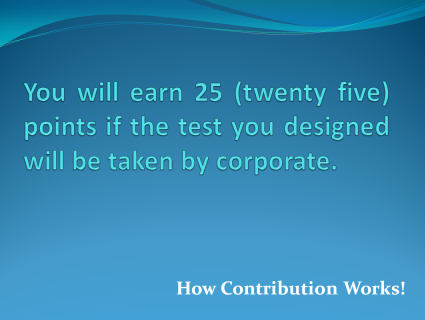 You will earn 25 (twenty five)
points if the test you designed
will be taken by corporate.
How Contribution Works!